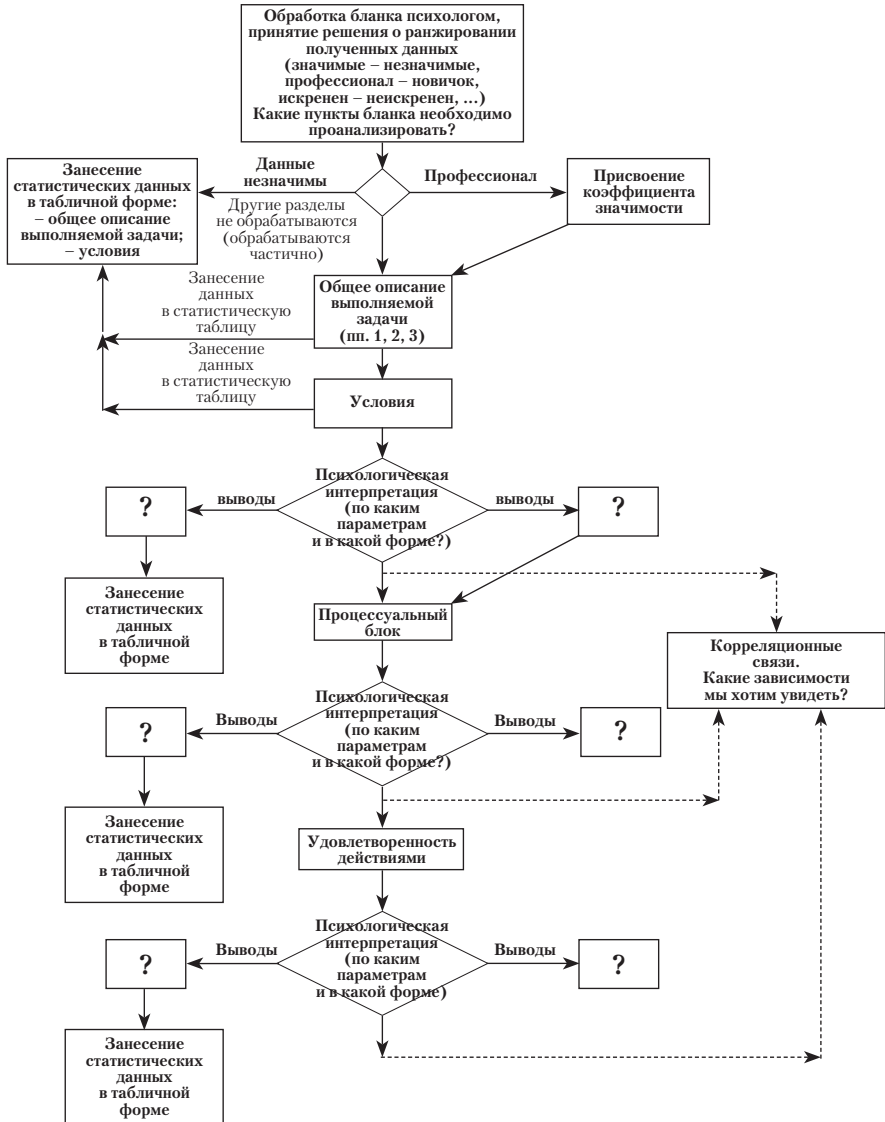 Обработка бланка психологом,
принятие решения о ранжировании
полученных данных
(значимые – незначимые,
профессионал – новичок,
искренен – неискренен, ...)
Какие пункты бланка необходимо
проанализировать?
Занесение
статистических данных
в табличной форме:
– общее описание
выполняемой задачи;
– условия
Данные
незначимы
Другие разделы
не обрабатываются
(обрабатываются
частично)
Профессионал
Присвоение
коэффициента
значимости
Занесение
данных
в статистическую
таблицу
Общее описание
выполняемой
задачи
(пп. 1, 2, 3)
Занесение
данных
в статистическую
таблицу
Условия
Психологическая
интерпретация
(по каким
параметрам
и в какой форме?)
?
выводы
выводы
?
Занесение
статистических
данных
в табличной
форме
Процессуальный
блок
Корреляционные
связи.
Какие зависимости
мы хотим увидеть?
Психологическая
интерпретация
(по каким
параметрам
и в какой форме?)
?
Выводы
Выводы
?
Занесение
статистических
данных
в табличной
форме
Удовлетворенность
действиями
Психологическая
интерпретация
(по каким
параметрам
и в какой форме)
?
Выводы
Выводы
?
Занесение
статистических
данных
в табличной
форме